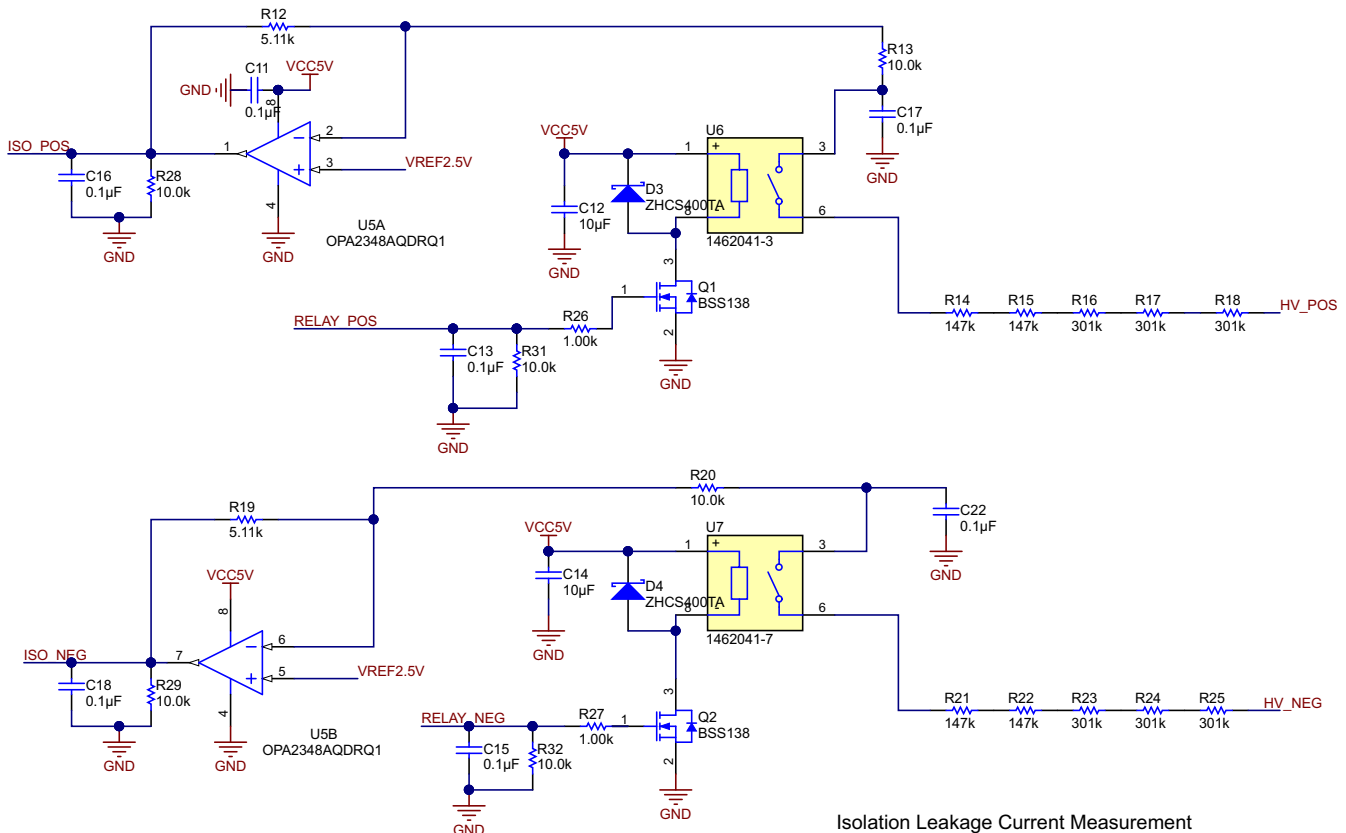 R12
5.11k
R13
10.0k
C11
0.1µF
VCC5V
GND
8
C17
0.1µF
GND
ISO_POS
1
2
3
4
VREF2.5V
C16
0.1µF
R28
10.0k
GND
GND
U5A
OPA2348AQDRQ1
VCC5V
C12
10µF
GND
D3
ZHCS400TA
U6
+
-
1
8
3
6
1462041-3
3
1
2
Q1
BSS138
GND
RELAY_POS
R26
1.00k
C13
0.1µF
R31
10.0k
GND
R14
147k
R15
147k
R16
301k
R17
301k
R18
301k
HV_POS
R20
10.0k
R19
5.11k
C22
0.1µF
GND
VCC5V
8
ISO_NEG
7
6
5
4
VREF2.5V
C18
0.1µF
R29
10.0k
GND
GND
U5B
OPA2348AQDRQ1
VCC5V
C14
10µF
GND
D4
ZHCS400TA
U7
+
-
1
8
3
6
1462041-7
3
1
2
Q2
BSS138
GND
RELAY_NEG
R27
1.00k
C15
0.1µF
R32
10.0k
GND
R21
147k
R22
147k
R23
301k
R24
301k
R25
301k
HV_NEG
Isolation Leakage Current Measurement